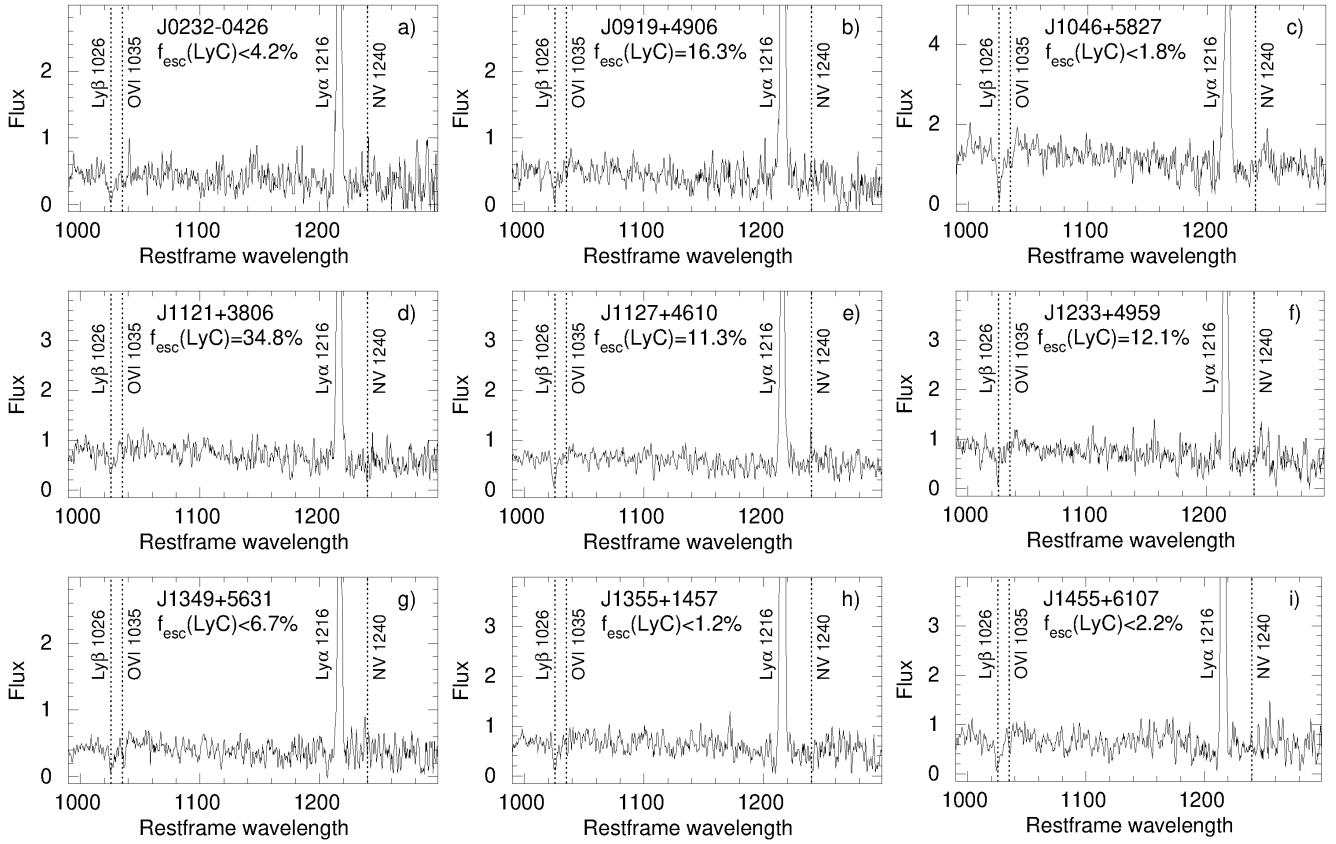 J0232-0426
a)
f_esc(LyC)<4.2%
Lyβ 1026
OVI 1035
Lyα 1216
NV 1240
Flux
2
1
0
1000 1100 1200
Restframe wavelength
J0919+4906
b)
f_esc(LyC)=16.3%
Lyβ 1026
OVI 1035
Lyα 1216
NV 1240
Flux
2
1
0
1000 1100 1200
Restframe wavelength
J1046+5827
c)
f_esc(LyC)<1.8%
Lyβ 1026
OVI 1035
Lyα 1216
NV 1240
Flux
4
2
0
1000 1100 1200
Restframe wavelength
J1121+3806
d)
f_esc(LyC)=34.8%
Lyβ 1026
OVI 1035
Lyα 1216
NV 1240
Flux
3
2
1
0
1000 1100 1200
Restframe wavelength
J1127+4610
e)
f_esc(LyC)=11.3%
Lyβ 1026
OVI 1035
Lyα 1216
NV 1240
Flux
3
2
1
0
1000 1100 1200
Restframe wavelength
J1233+4959
f)
f_esc(LyC)=12.1%
Lyβ 1026
OVI 1035
Lyα 1216
NV 1240
Flux
3
2
1
0
1000 1100 1200
Restframe wavelength
J1349+5631
g)
f_esc(LyC)<6.7%
Lyβ 1026
OVI 1035
Lyα 1216
NV 1240
Flux
2
1
0
1000 1100 1200
Restframe wavelength
J1355+1457
h)
f_esc(LyC)<1.2%
Lyβ 1026
OVI 1035
Lyα 1216
NV 1240
Flux
3
2
1
0
1000 1100 1200
Restframe wavelength
J1455+6107
i)
f_esc(LyC)<2.2%
Lyβ 1026
OVI 1035
Lyα 1216
NV 1240
Flux
3
2
1
0
1000 1100 1200
Restframe wavelength